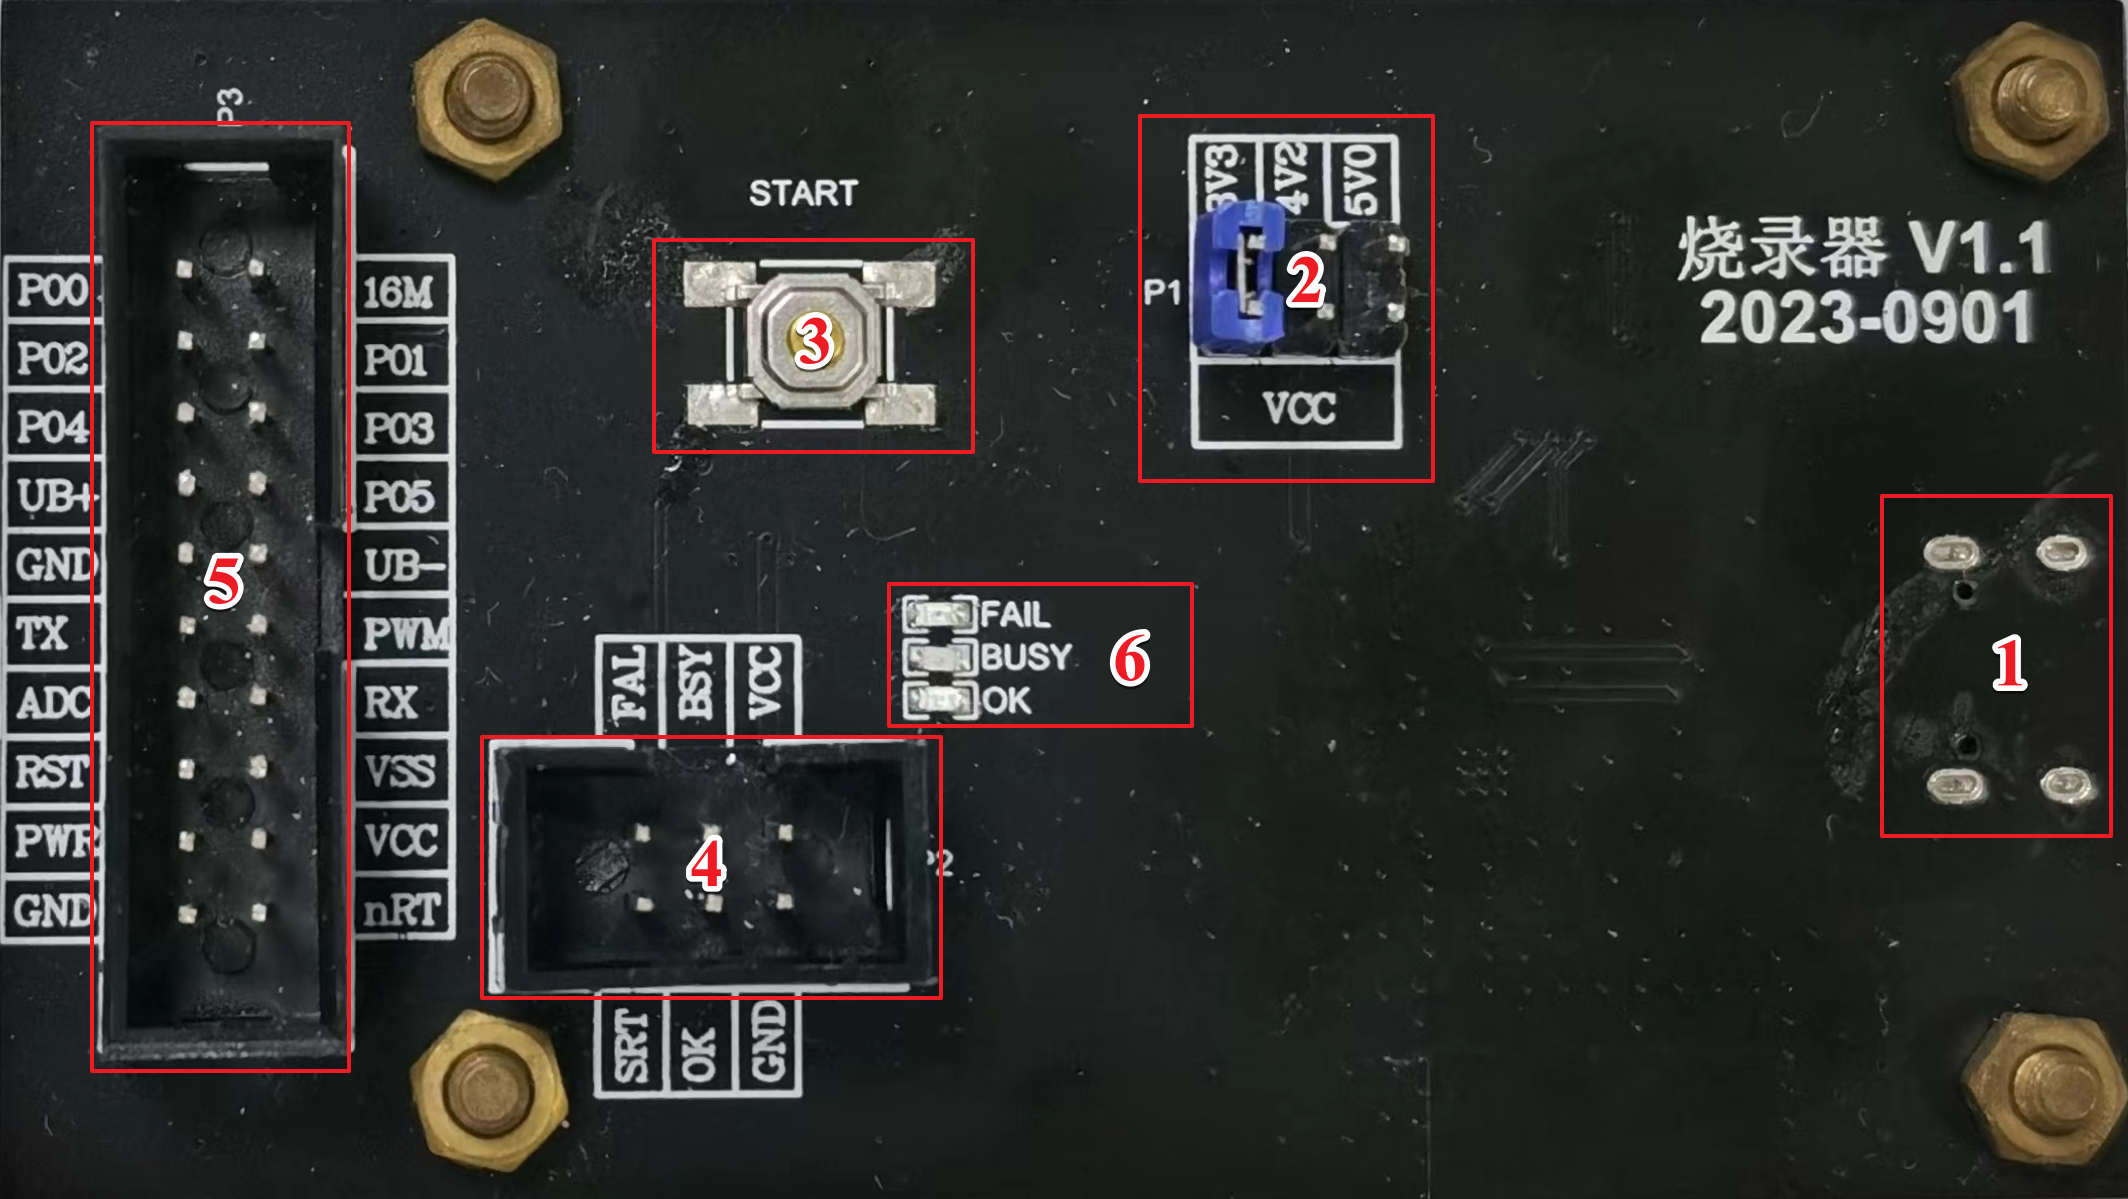 P3
START
3V3
4V2
5V0
烧录器 V1.1
2023-0901
P1
2
VCC
3
P00
16M
P02
P01
P04
P03
UB+
P05
GND
UB-
TX
PWM
ADC
RX
RST
VSS
PWR
VCC
GND
nRT
5
FAIL
BUSY
OK
6
1
FAL
BSY
VCC
4
P2
SRT
OK
GND